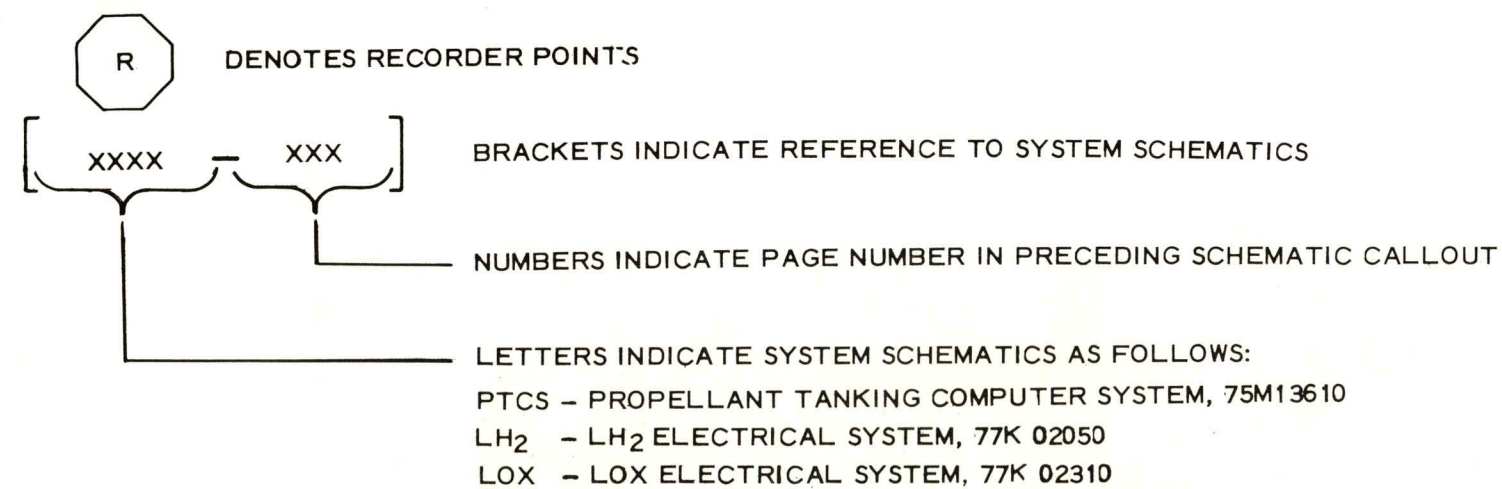 R DENOTES RECORDER POINTS
[XXXX – XXX] BRACKETS INDICATE REFERENCE TO SYSTEM SCHEMATICS
NUMBERS INDICATE PAGE NUMBER IN PRECEDING SCHEMATIC CALLOUT
LETTERS INDICATE SYSTEM SCHEMATICS AS FOLLOWS:
PTCS – PROPELLANT TANKING COMPUTER SYSTEM, 75M13610
LH2 – LH2 ELECTRICAL SYSTEM, 77K 02050
LOX – LOX ELECTRICAL SYSTEM, 77K 02310